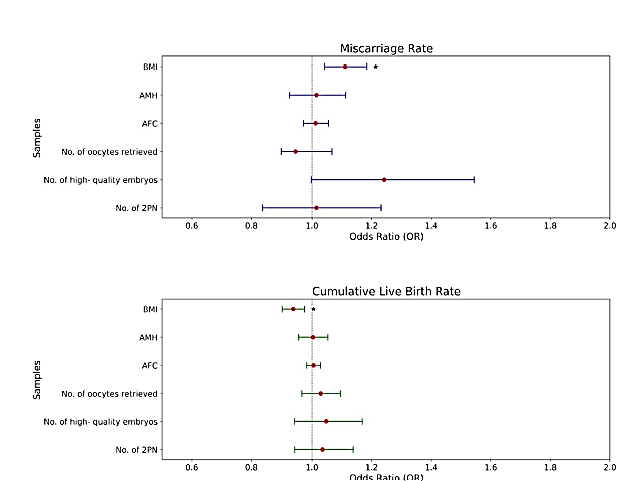 Miscarriage Rate
Samples
BMI
*
AMH
AFC
No. of oocytes retrieved
No. of high- quality embryos
No. of 2PN
0.6 0.8 1.0 1.2 1.4 1.6 1.8 2.0
Odds Ratio (OR)
Cumulative Live Birth Rate
Samples
BMI
*
AMH
AFC
No. of oocytes retrieved
No. of high- quality embryos
No. of 2PN
0.6 0.8 1.0 1.2 1.4 1.6 1.8 2.0
Odds Ratio (OR)